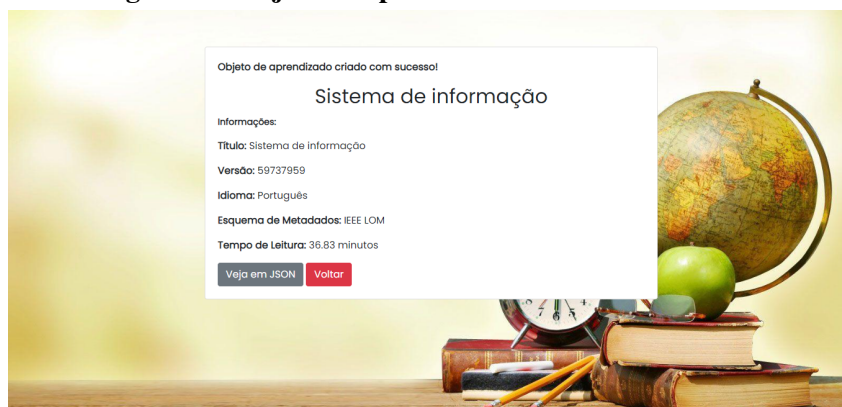 Objeto de aprendizado criado com sucesso!
Sistema de informação
Informações:
Título: Sistema de informação
Versão: 59737959
Idioma: Português
Esquema de Metadados: IEEE LOM
Tempo de Leitura: 36.83 minutos
Veja em JSON Voltar